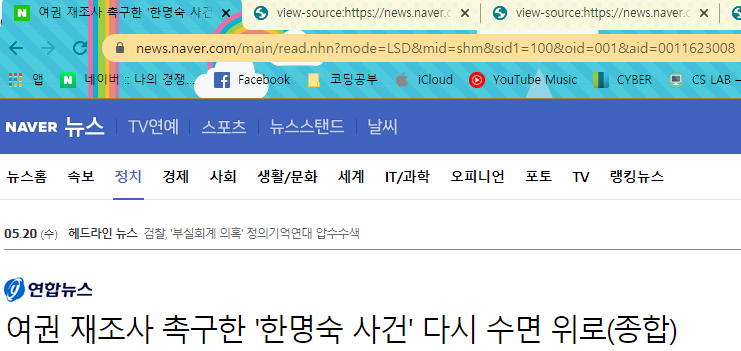 여권 재조사 촉구한 '한명숙 사건 view-source:https://news.naver.c view-source:https://news.naver.c
news.naver.com/main/read.nhn?mode=LSD&mid=shm&sid1=100&oid=001&aid=0011623008
앱 네이버 :: 나의 경쟁... Facebook 코딩공부 iCloud YouTube Music CYBER CS LAB –
NAVER 뉴스 TV연예 스포츠 뉴스스탠드 날씨
뉴스홈 속보 정치 경제 사회 생활/문화 세계 IT/과학 오피니언 포토 TV 랭킹뉴스
05.20 (수) 헤드라인 뉴스 검찰, '부실회계 의혹' 정의기억연대 압수수색
연합뉴스
여권 재조사 촉구한 '한명숙 사건' 다시 수면 위로(종합)